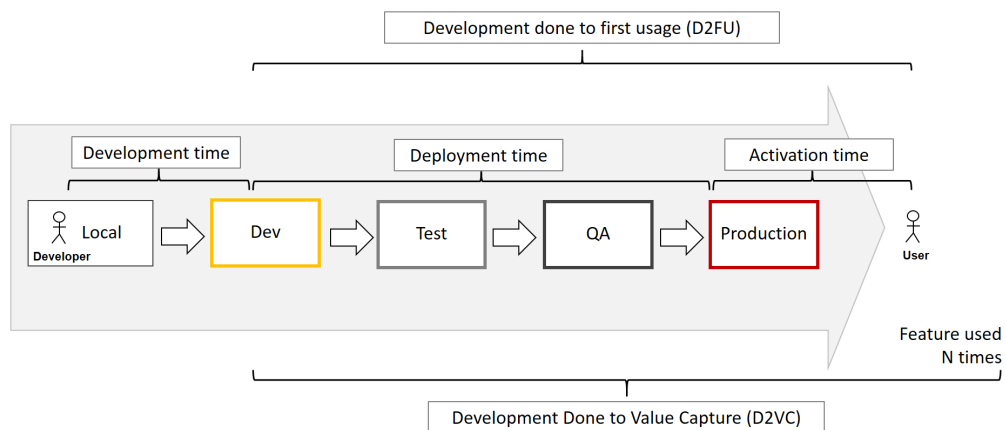 Development done to first usage (D2FU)
Development time
Deployment time
Activation time
Local
Developer
Dev
Test
QA
Production
User
Feature used
N times
Development Done to Value Capture (D2VC)